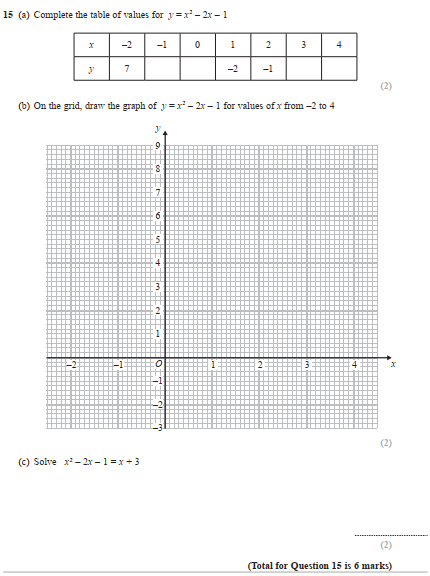 15 (a) Complete the table of values for y = x² – 2x – 1
x –2 –1 0 1 2 3 4
y 7 –2 –1
(2)
(b) On the grid, draw the graph of y = x² – 2x – 1 for values of x from –2 to 4
y
9
8
7
6
5
4
3
2
1
–2 –1 O 1 2 3 4 x
–1
–2
–3
(2)
(c) Solve x² – 2x – 1 = x + 3
(2)
(Total for Question 15 is 6 marks)